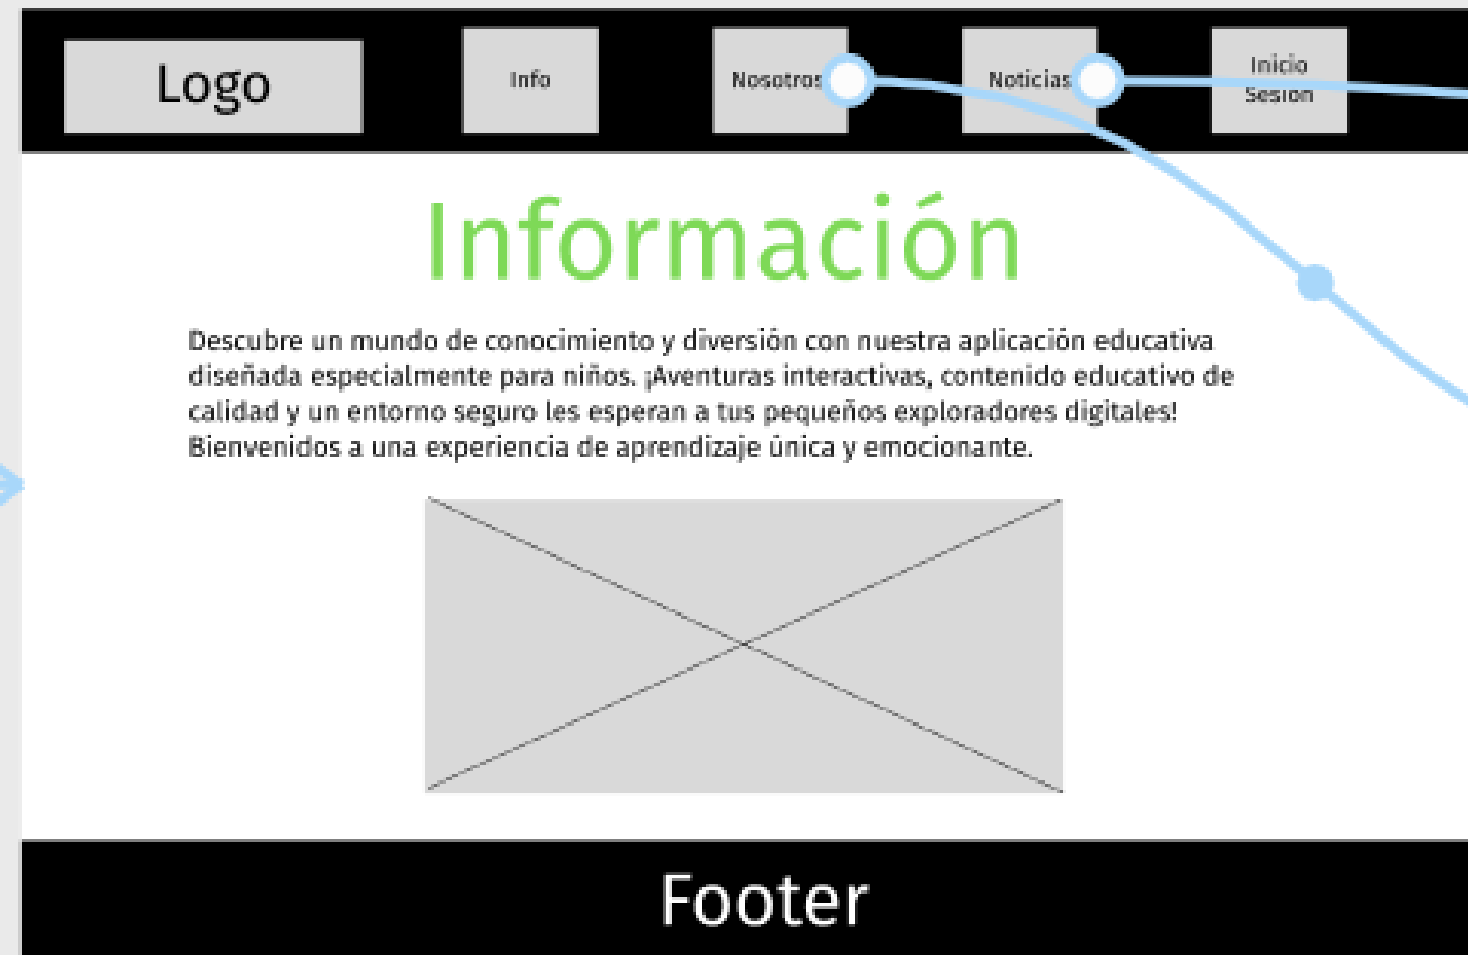 Logo
Info
Nosotros
Noticias
Inicio
Sesión
Información
Descubre un mundo de conocimiento y diversión con nuestra aplicación educativa
diseñada especialmente para niños. ¡Aventuras interactivas, contenido educativo de
calidad y un entorno seguro les esperan a tus pequeños exploradores digitales!
Bienvenidos a una experiencia de aprendizaje única y emocionante.
Footer